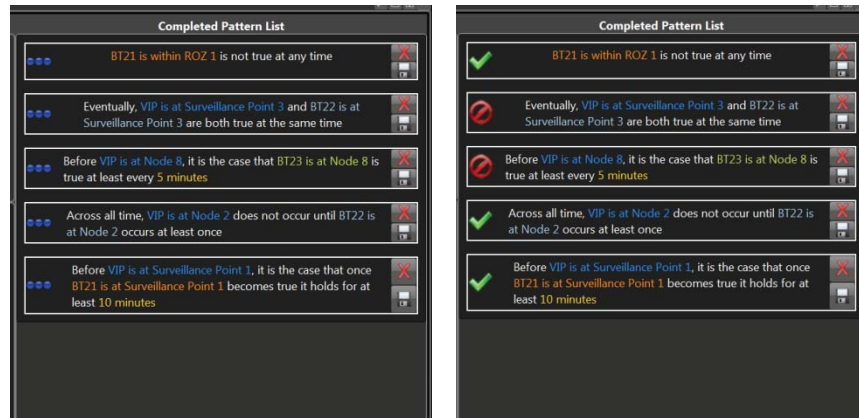 Completed Pattern List
BT21 is within ROZ 1 is not true at any time
Eventually, VIP is at Surveillance Point 3 and BT22 is at
Surveillance Point 3 are both true at the same time
Before VIP is at Node 8, it is the case that BT23 is at Node 8 is
true at least every 5 minutes
Across all time, VIP is at Node 2 does not occur until BT22 is
at Node 2 occurs at least once
Before VIP is at Surveillance Point 1, it is the case that once
BT21 is at Surveillance Point 1 becomes true it holds for at
least 10 minutes
Completed Pattern List
BT21 is within ROZ 1 is not true at any time
Eventually, VIP is at Surveillance Point 3 and BT22 is at
Surveillance Point 3 are both true at the same time
Before VIP is at Node 8, it is the case that BT23 is at Node 8 is
true at least every 5 minutes
Across all time, VIP is at Node 2 does not occur until BT22 is
at Node 2 occurs at least once
Before VIP is at Surveillance Point 1, it is the case that once
BT21 is at Surveillance Point 1 becomes true it holds for at
least 10 minutes